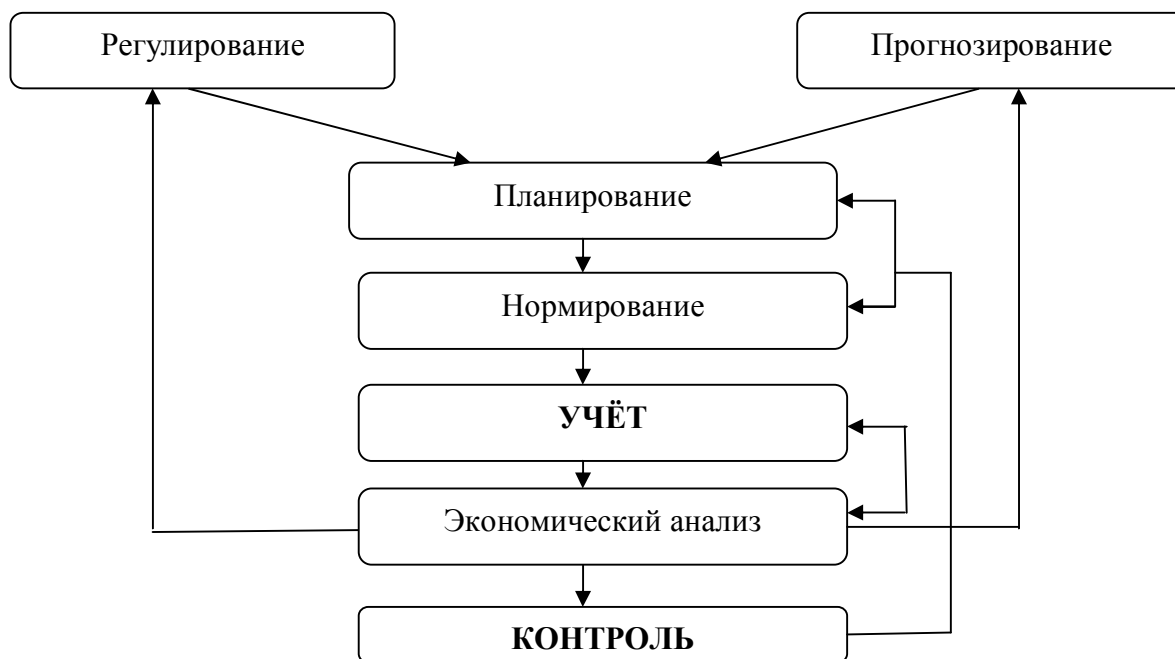 Регулирование
Прогнозирование
Планирование
Нормирование
УЧЁТ
Экономический анализ
КОНТРОЛЬ